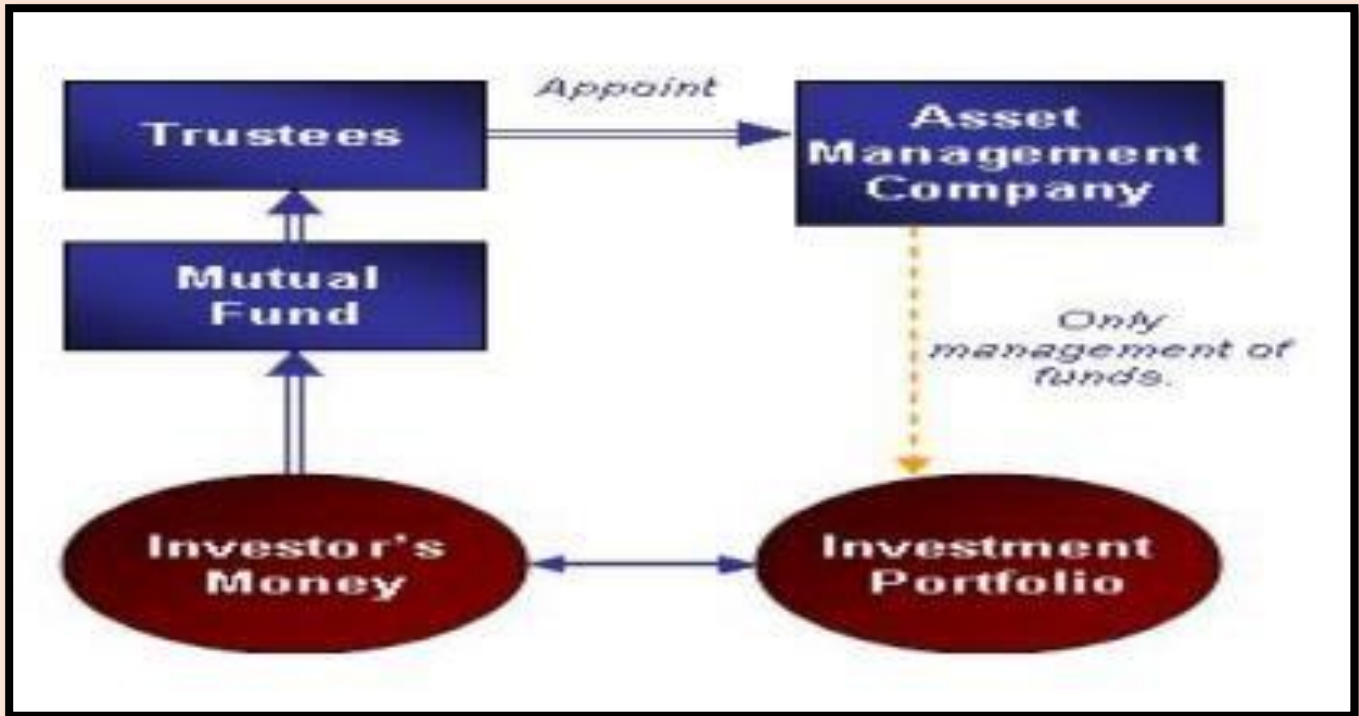 Trustees
Appoint
Asset
Management
Company
Mutual
Fund
Only
management of
funds.
Investor's
Money
Investment
Portfolio